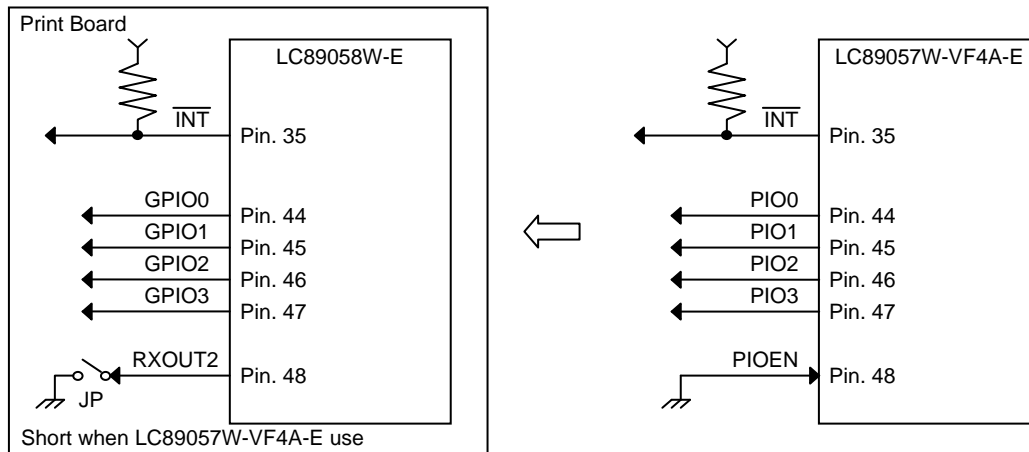 Print Board
LC89058W-E
INT
Pin. 35
GPIO0
Pin. 44
GPIO1
Pin. 45
GPIO2
Pin. 46
GPIO3
Pin. 47
RXOUT2
Pin. 48
JP
Short when LC89057W-VF4A-E use
LC89057W-VF4A-E
INT
Pin. 35
PIO0
Pin. 44
PIO1
Pin. 45
PIO2
Pin. 46
PIO3
Pin. 47
PIOEN
Pin. 48